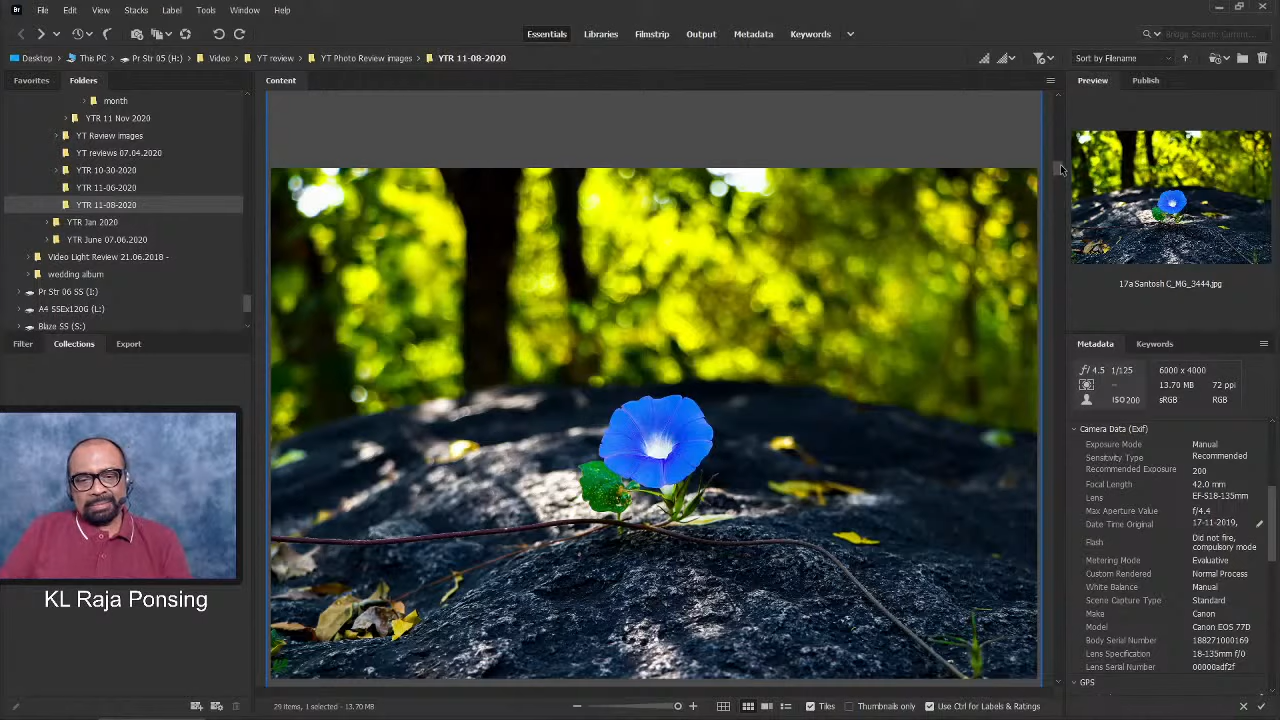 Br File Edit View Stacks Label Tools Window Help
Essentials Libraries Filmstrip Output Metadata Keywords
Bridge Search: Current...
Desktop This PC Pr Str 05 (H:) Video YT review YT Photo Review images YTR 11-08-2020
Sort by Filename
Favorites Folders
month
YTR 11 Nov 2020
YT Review images
YT reviews 07.04.2020
YTR 10-30-2020
YTR 11-06-2020
YTR 11-08-2020
YTR Jan 2020
YTR June 07.06.2020
Video Light Review 21.06.2018 -
wedding album
Pr Str 06 SS (I:)
A4 SSEx120G (L:)
Blaze SS (S:)
Filter Collections Export
KL Raja Ponsing
Content
29 items, 1 selected - 13.70 MB
Tiles Thumbnails only Use Ctrl for Labels & Ratings
Preview Publish
17a Santosh C_MG_3444.jpg
Metadata Keywords
ƒ/ 4.5 1/125
--
ISO 200
6000 x 4000
13.70 MB 72 ppi
sRGB RGB
Camera Data (Exif)
Exposure Mode Manual
Sensitivity Type Recommended
Recommended Exposure 200
Focal Length 42.0 mm
Lens EF-S18-135mm
Max Aperture Value f/4.4
Date Time Original 17-11-2019,
Flash Did not fire, compulsory mode
Metering Mode Evaluative
Custom Rendered Normal Process
White Balance Manual
Scene Capture Type Standard
Make Canon
Model Canon EOS 77D
Body Serial Number 188271000169
Lens Specification 18-135mm f/0
Lens Serial Number 00000adf2f
GPS